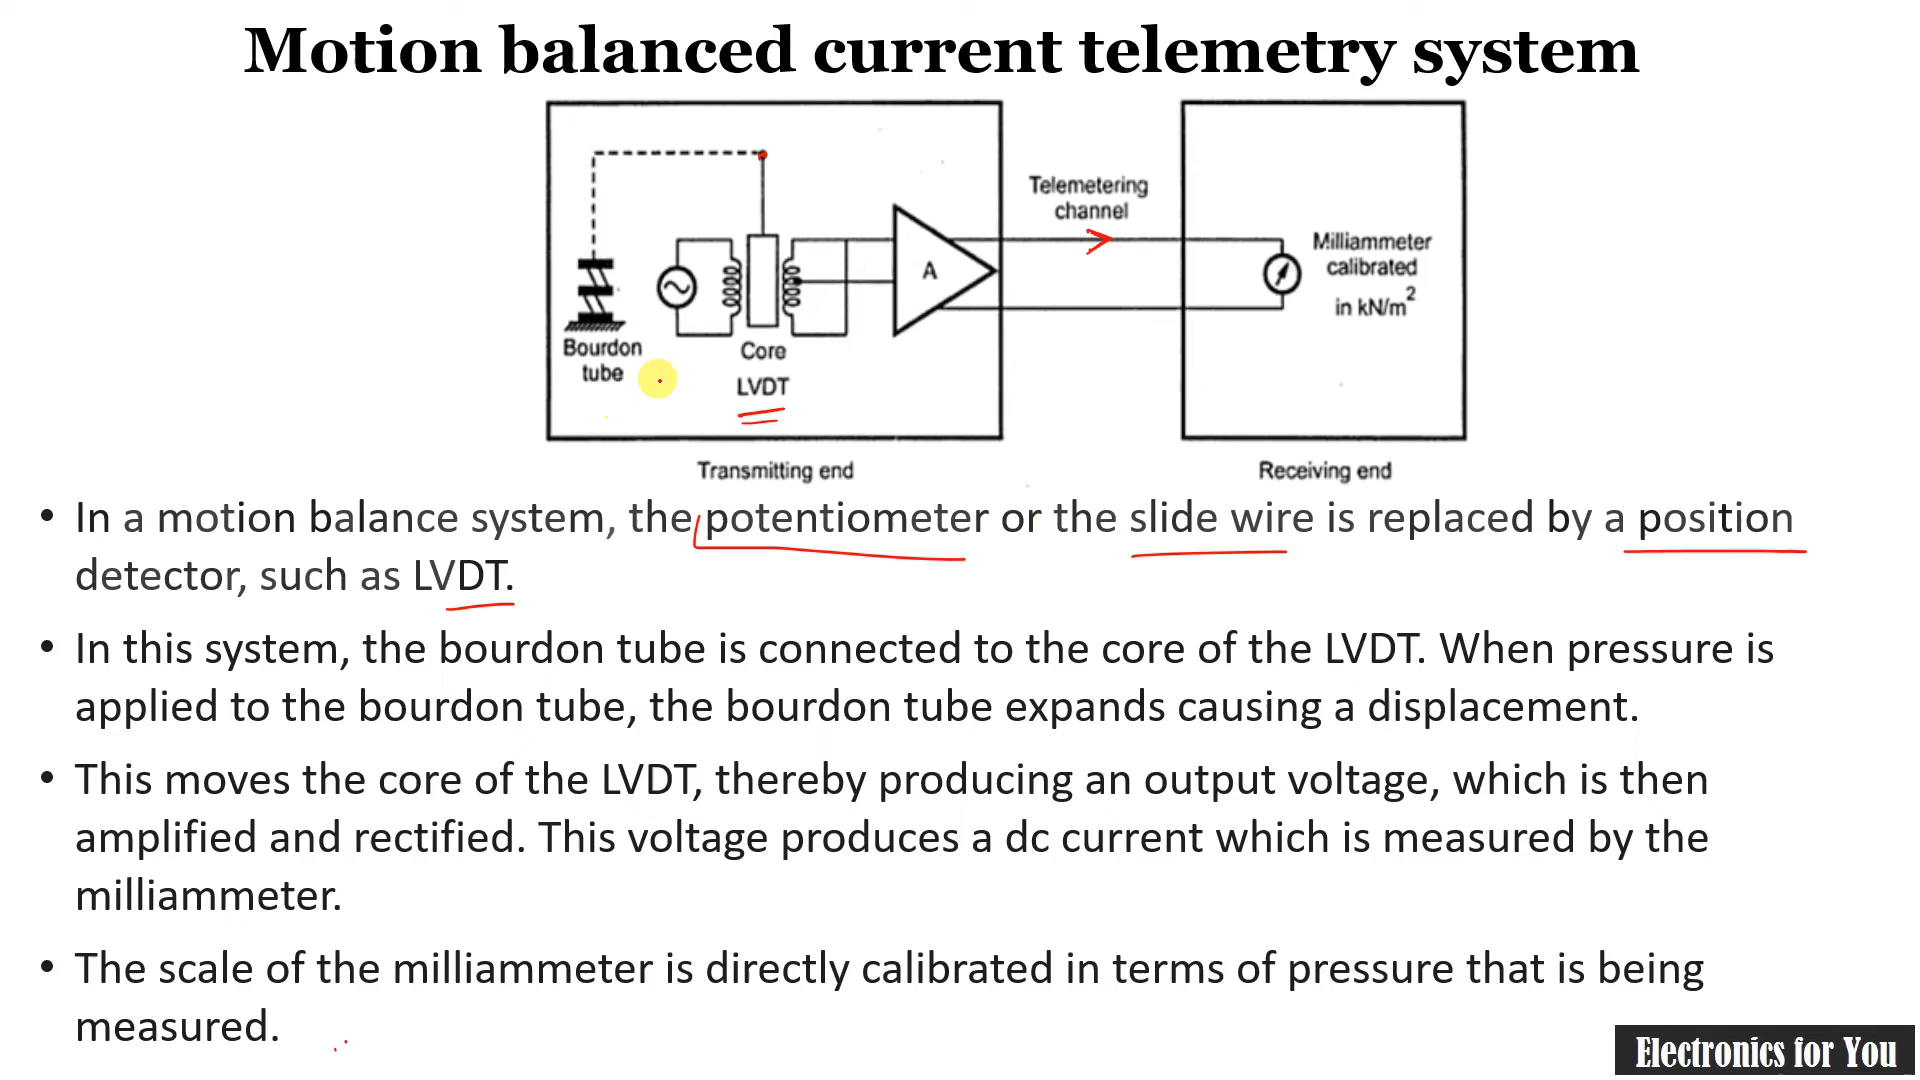 Motion balanced current telemetry system
Telemetering
channel
Milliammeter
calibrated
in kN/m²
A
Bourdon
tube
Core
LVDT
Transmitting end
Receiving end
• In a motion balance system, the potentiometer or the slide wire is replaced by a position
detector, such as LVDT.
• In this system, the bourdon tube is connected to the core of the LVDT. When pressure is
applied to the bourdon tube, the bourdon tube expands causing a displacement.
• This moves the core of the LVDT, thereby producing an output voltage, which is then
amplified and rectified. This voltage produces a dc current which is measured by the
milliammeter.
• The scale of the milliammeter is directly calibrated in terms of pressure that is being
measured.
Electronics for You